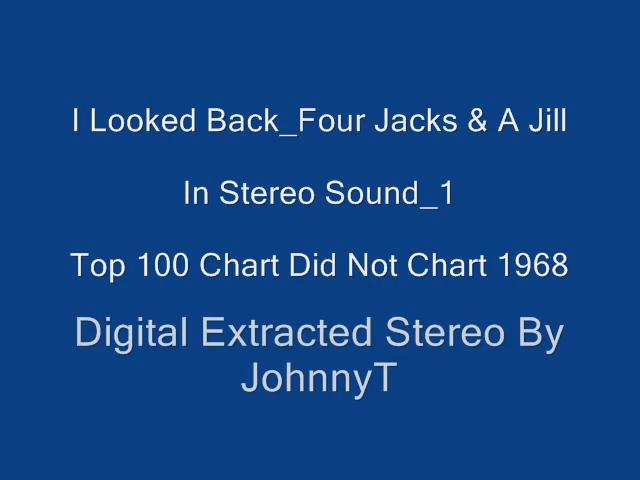 I Looked Back_Four Jacks & A Jill
In Stereo Sound_1
Top 100 Chart Did Not Chart 1968
Digital Extracted Stereo By
JohnnyT